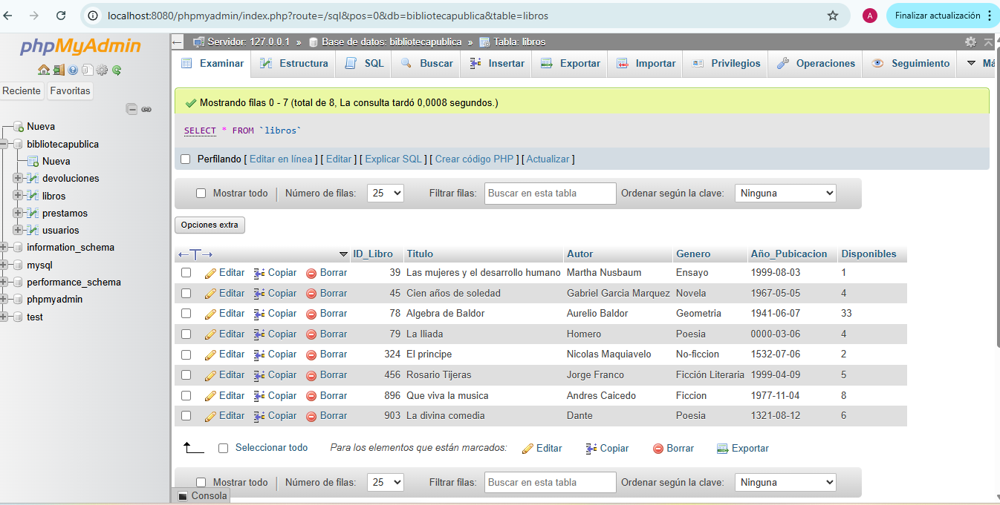 localhost:8080/phpmyadmin/index.php?route=/sql&pos=0&db=bibliotecapublica&table=libros
A
Finalizar actualización
phpMyAdmin
Reciente Favoritas
Nueva
bibliotecapublica
Nueva
devoluciones
libros
prestamos
usuarios
information_schema
mysql
performance_schema
phpmyadmin
test
Servidor: 127.0.0.1 » Base de datos: bibliotecapublica » Tabla: libros
Examinar Estructura SQL Buscar Insertar Exportar Importar Privilegios Operaciones Seguimiento Má
Mostrando filas 0 - 7 (total de 8, La consulta tardó 0,0008 segundos.)
SELECT * FROM `libros`
Perfilando [ Editar en línea ] [ Editar ] [ Explicar SQL ] [ Crear código PHP ] [ Actualizar ]
Mostrar todo | Número de filas: 25 Filtrar filas: Buscar en esta tabla Ordenar según la clave: Ninguna
Opciones extra
ID_Libro Titulo Autor Genero Año_Pubicacion Disponibles
Editar Copiar Borrar 39 Las mujeres y el desarrollo humano Martha Nusbaum Ensayo 1999-08-03 1
Editar Copiar Borrar 45 Cien años de soledad Gabriel Garcia Marquez Novela 1967-05-05 4
Editar Copiar Borrar 78 Algebra de Baldor Aurelio Baldor Geometria 1941-06-07 33
Editar Copiar Borrar 79 La Iliada Homero Poesia 0000-03-06 4
Editar Copiar Borrar 324 El principe Nicolas Maquiavelo No-ficcion 1532-07-06 2
Editar Copiar Borrar 456 Rosario Tijeras Jorge Franco Ficción Literaria 1999-04-09 5
Editar Copiar Borrar 896 Que viva la musica Andres Caicedo Ficcion 1977-11-04 8
Editar Copiar Borrar 903 La divina comedia Dante Poesia 1321-08-12 6
Seleccionar todo Para los elementos que están marcados: Editar Copiar Borrar Exportar
Mostrar todo | Número de filas: 25 Filtrar filas: Buscar en esta tabla Ordenar según la clave: Ninguna
Consola